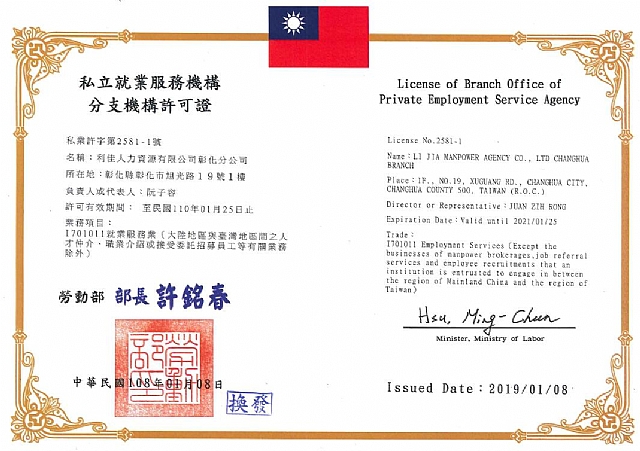 私立就業服務機構
分支機構許可證
私業許字第2581-1號
名稱：利佳人力資源有限公司彰化分公司
所在地：彰化縣彰化市旭光路１９號１樓
負責人或代表人：阮子容
許可有效期間： 至民國110年01月25日止
業務項目：
I701011就業服務業（大陸地區與臺灣地區間之人
才仲介、職業介紹或接受委託招募員工等有關業務
除外）
勞動部 部長 許銘春
勞動部印
中華民國108年01月08日
換發
License of Branch Office of
Private Employment Service Agency
License No.2581-1
Name：LI JIA MANPOWER AGENCY CO., LTD CHANGHUA
BRANCH
Place：1F., NO.19, XUGUANG RD., CHANGHUA CITY,
CHANGHUA COUNTY 500, TAIWAN (R.O.C.)
Director or Representative：JUAN ZIH RONG
Expiration Date：Valid until 2021/01/25
Trade：
I701011 Employment Services (Except the
businesses of manpower brokerages,job referral
services and employee recruitments that an
institution is entrusted to engage in between
the region of Mainland China and the region of
Taiwan)
Hsu, Ming-Chun
Minister, Ministry of Labor
Issued Date：2019/01/08